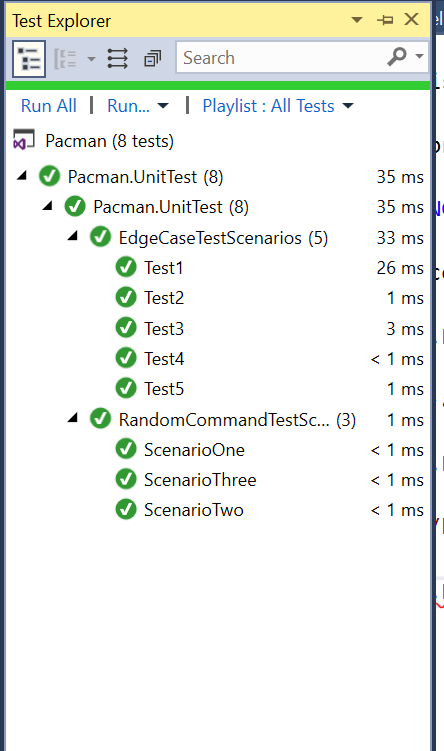 Test Explorer
Search
Run All | Run... | Playlist : All Tests
Pacman (8 tests)
Pacman.UnitTest (8) 35 ms
Pacman.UnitTest (8) 35 ms
EdgeCaseTestScenarios (5) 33 ms
Test1 26 ms
Test2 1 ms
Test3 3 ms
Test4 < 1 ms
Test5 1 ms
RandomCommandTestSc... (3) 1 ms
ScenarioOne < 1 ms
ScenarioThree < 1 ms
ScenarioTwo < 1 ms